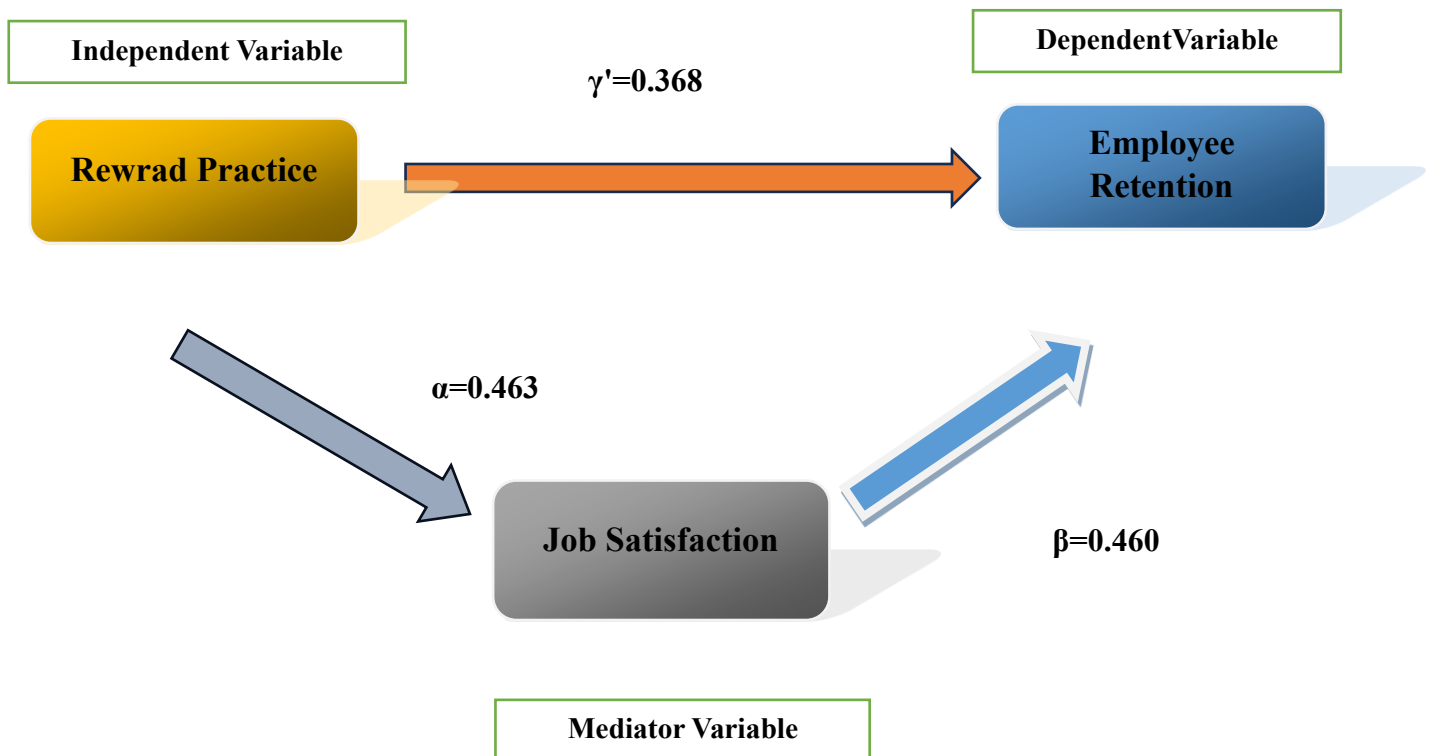 Independent Variable
DependentVariable
γ'=0.368
Rewrad Practice
Employee
Retention
α=0.463
Job Satisfaction
β=0.460
Mediator Variable